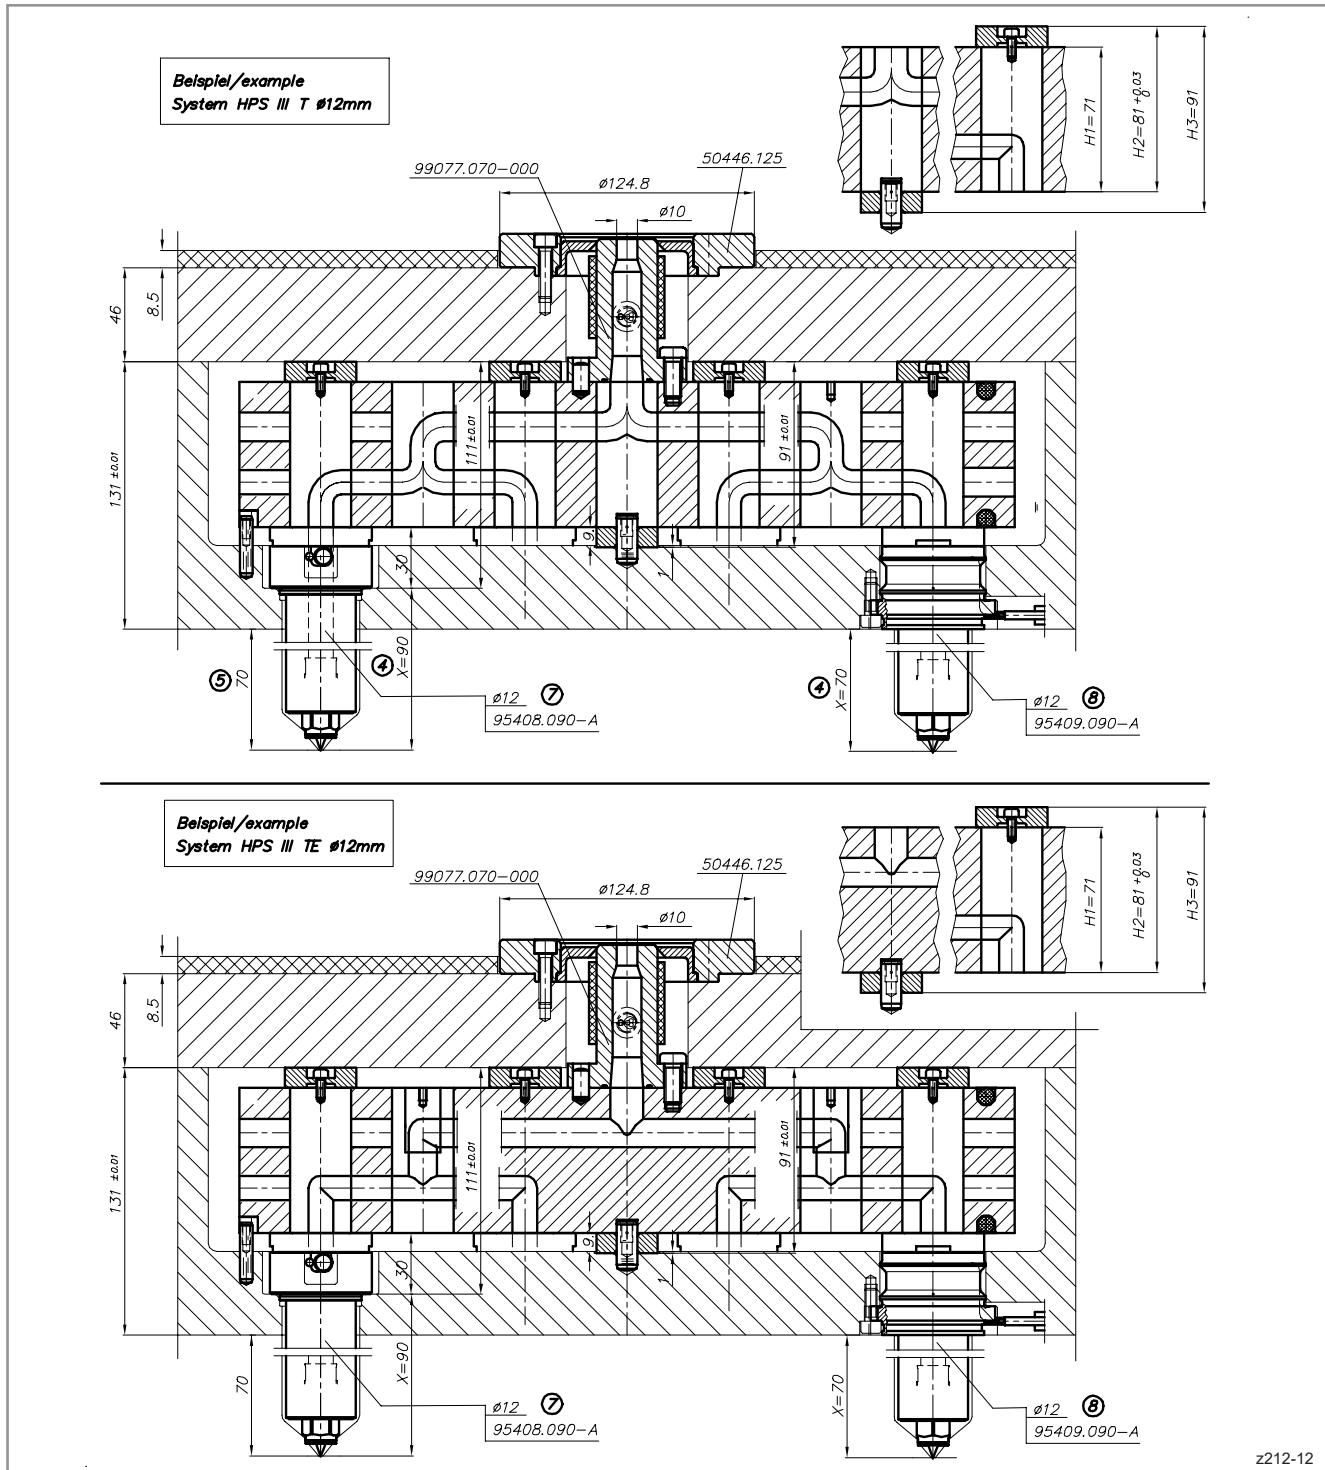 Beispiel/example
System HPS III T ø12mm
99077.070-000
50446.125
ø124.8
ø10
H1=71
H2=81 +0.03 0
H3=91
46
8.5
131 ±0.01
111 ±0.01
91 ±0.01
9.
1
30
X=90
5
70
4
ø12
7
95408.090-A
4
X=70
ø12
8
95409.090-A
Beispiel/example
System HPS III TE ø12mm
99077.070-000
50446.125
ø124.8
ø10
H1=71
H2=81 +0.03 0
H3=91
46
8.5
131 ±0.01
111 ±0.01
91 ±0.01
9.
1
30
X=90
70
ø12
7
95408.090-A
X=70
ø12
8
95409.090-A
z212-12